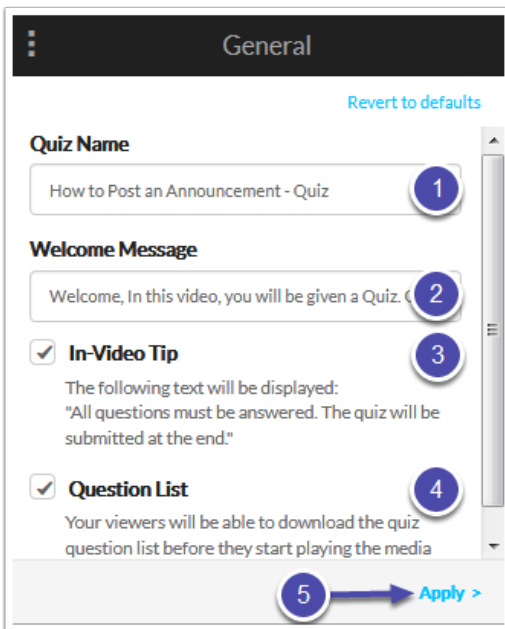 General
Revert to defaults
Quiz Name
How to Post an Announcement - Quiz
1
Welcome Message
Welcome, In this video, you will be given a Quiz.
2
In-Video Tip
3
The following text will be displayed:
"All questions must be answered. The quiz will be
submitted at the end."
Question List
4
Your viewers will be able to download the quiz
question list before they start playing the media
5
Apply >